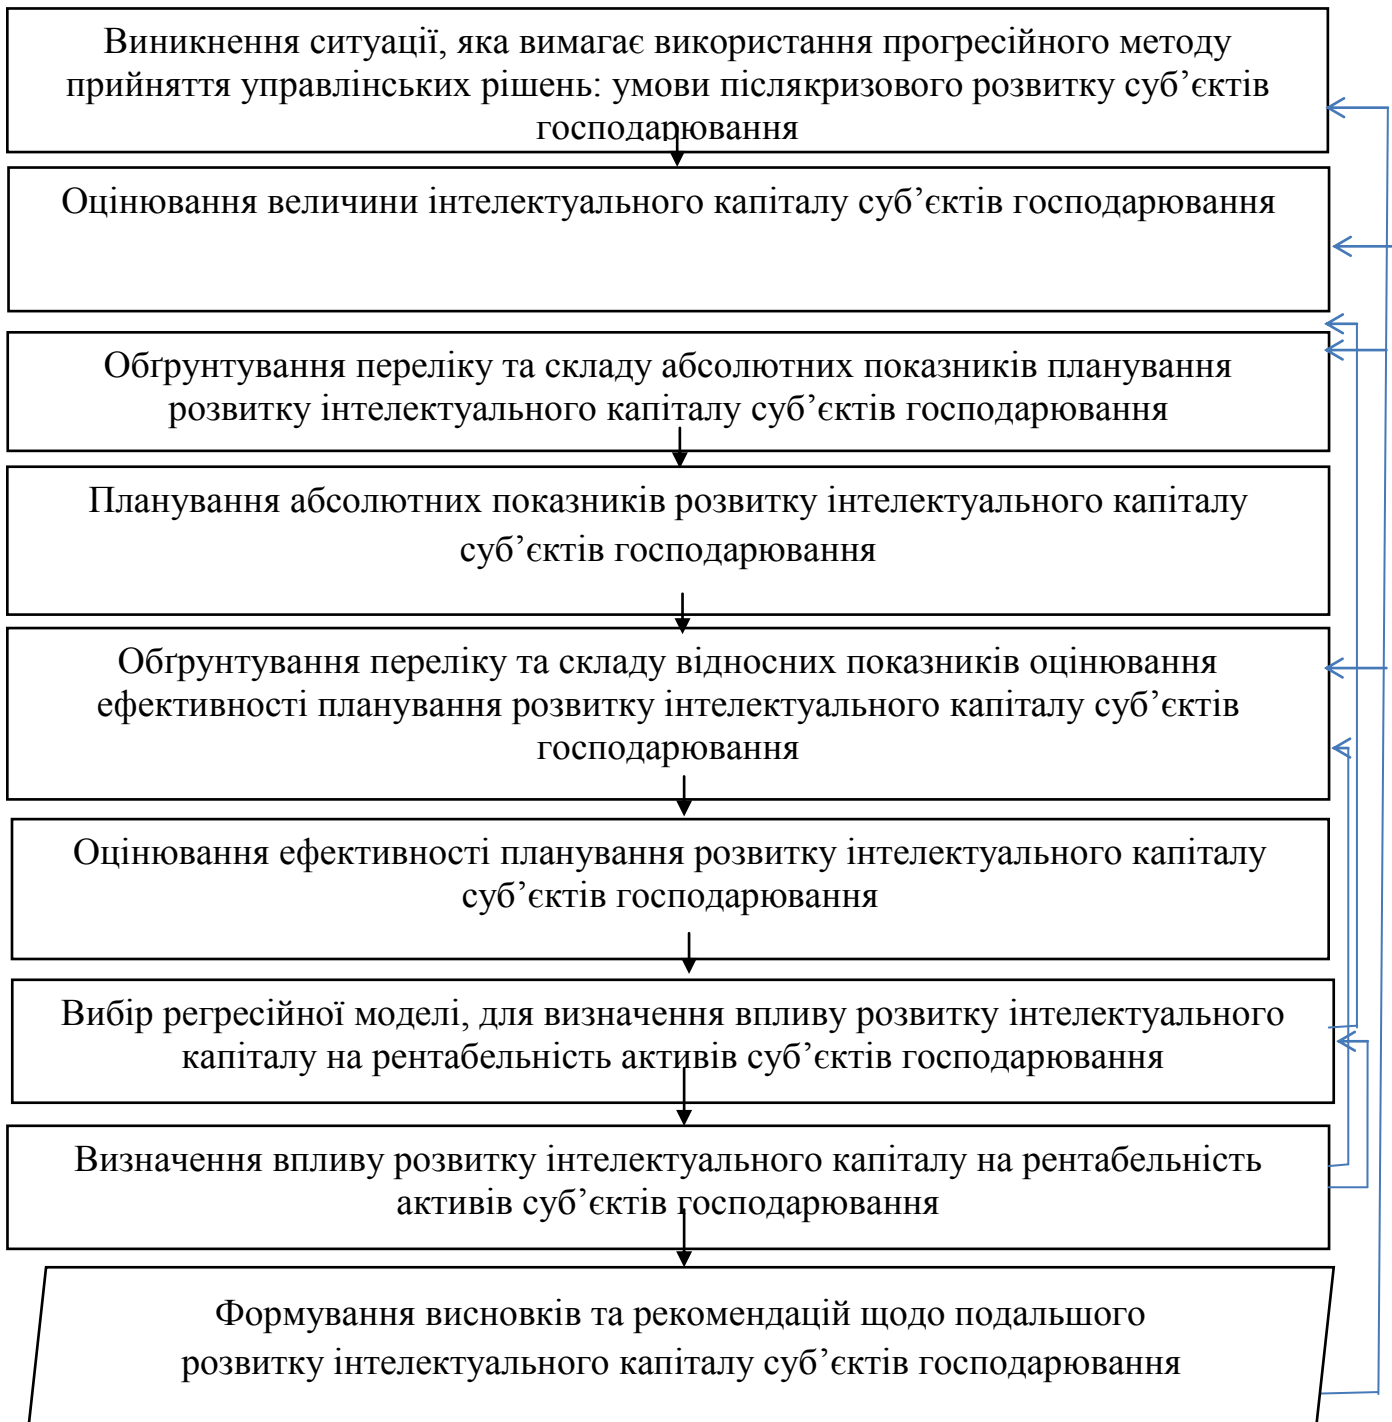 Виникнення ситуації, яка вимагає використання прогресійного методу
прийняття управлінських рішень: умови післякризового розвитку суб’єктів
господарювання
Оцінювання величини інтелектуального капіталу суб’єктів господарювання
Обґрунтування переліку та складу абсолютних показників планування
розвитку інтелектуального капіталу суб’єктів господарювання
Планування абсолютних показників розвитку інтелектуального капіталу
суб’єктів господарювання
Обґрунтування переліку та складу відносних показників оцінювання
ефективності планування розвитку інтелектуального капіталу суб’єктів
господарювання
Оцінювання ефективності планування розвитку інтелектуального капіталу
суб’єктів господарювання
Вибір регресійної моделі, для визначення впливу розвитку інтелектуального
капіталу на рентабельність активів суб’єктів господарювання
Визначення впливу розвитку інтелектуального капіталу на рентабельність
активів суб’єктів господарювання
Формування висновків та рекомендацій щодо подальшого
розвитку інтелектуального капіталу суб’єктів господарювання